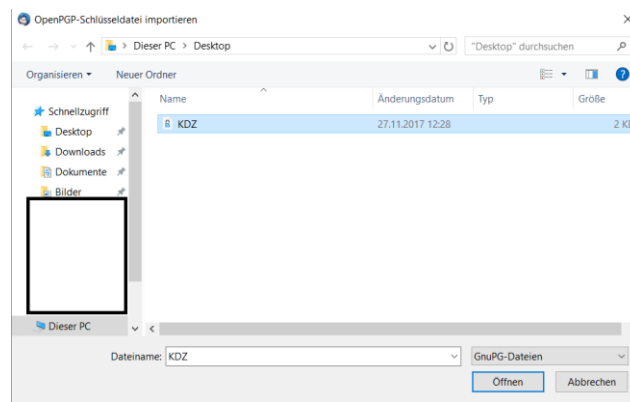 OpenPGP-Schlüsseldatei importieren
Dieser PC > Desktop
"Desktop" durchsuchen
Organisieren
Neuer Ordner
Name
Änderungsdatum
Typ
Größe
Schnellzugriff
KDZ
27.11.2017 12:28
2 K
Desktop
Downloads
Dokumente
Bilder
Dieser PC
Dateiname:
KDZ
GnuPG-Dateien
Öffnen
Abbrechen